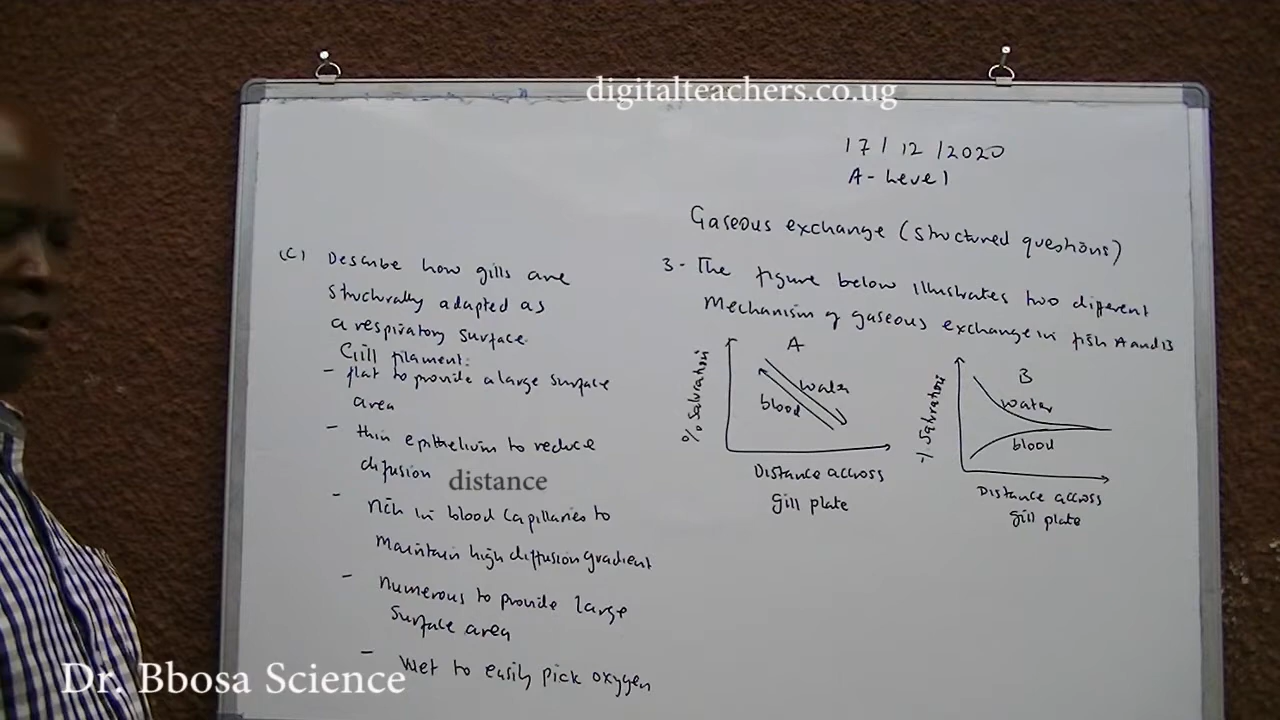 digitalteachers.co.ug
17/12/2020
A-Level
Gaseous exchange (structured questions)
(C) Describe how gills are
structurally adapted as
a respiratory surface.
Gill filament:
- flat to provide a large surface
area
- thin epithelium to reduce
difusion distance
- rich in blood capillaries to
maintain high diffusion gradient
- numerous to provide large
surface area
- wet to easily pick oxygen
3- The figure below illustrates two different
Mechanism of gaseous exchange in fish A and B
A
% Saturation
water
blood
Distance across
gill plate
B
% Saturation
water
blood
Distance across
gill plate
Dr. Bbosa Science